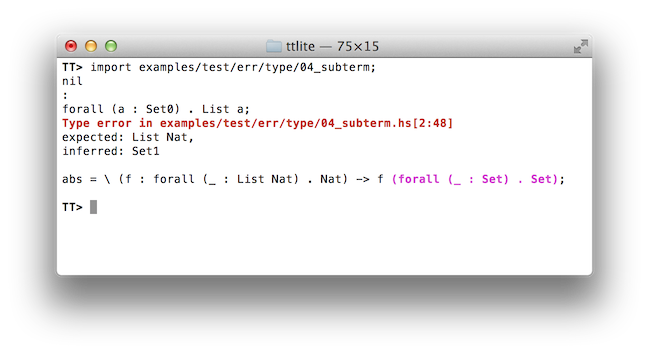 ttlite — 75×15
TT> import examples/test/err/type/04_subterm;
nil
:
forall (a : Set0) . List a;
Type error in examples/test/err/type/04_subterm.hs[2:48]
expected: List Nat,
inferred: Set1
abs = \ (f : forall (_ : List Nat) . Nat) -> f (forall (_ : Set) . Set);
TT>